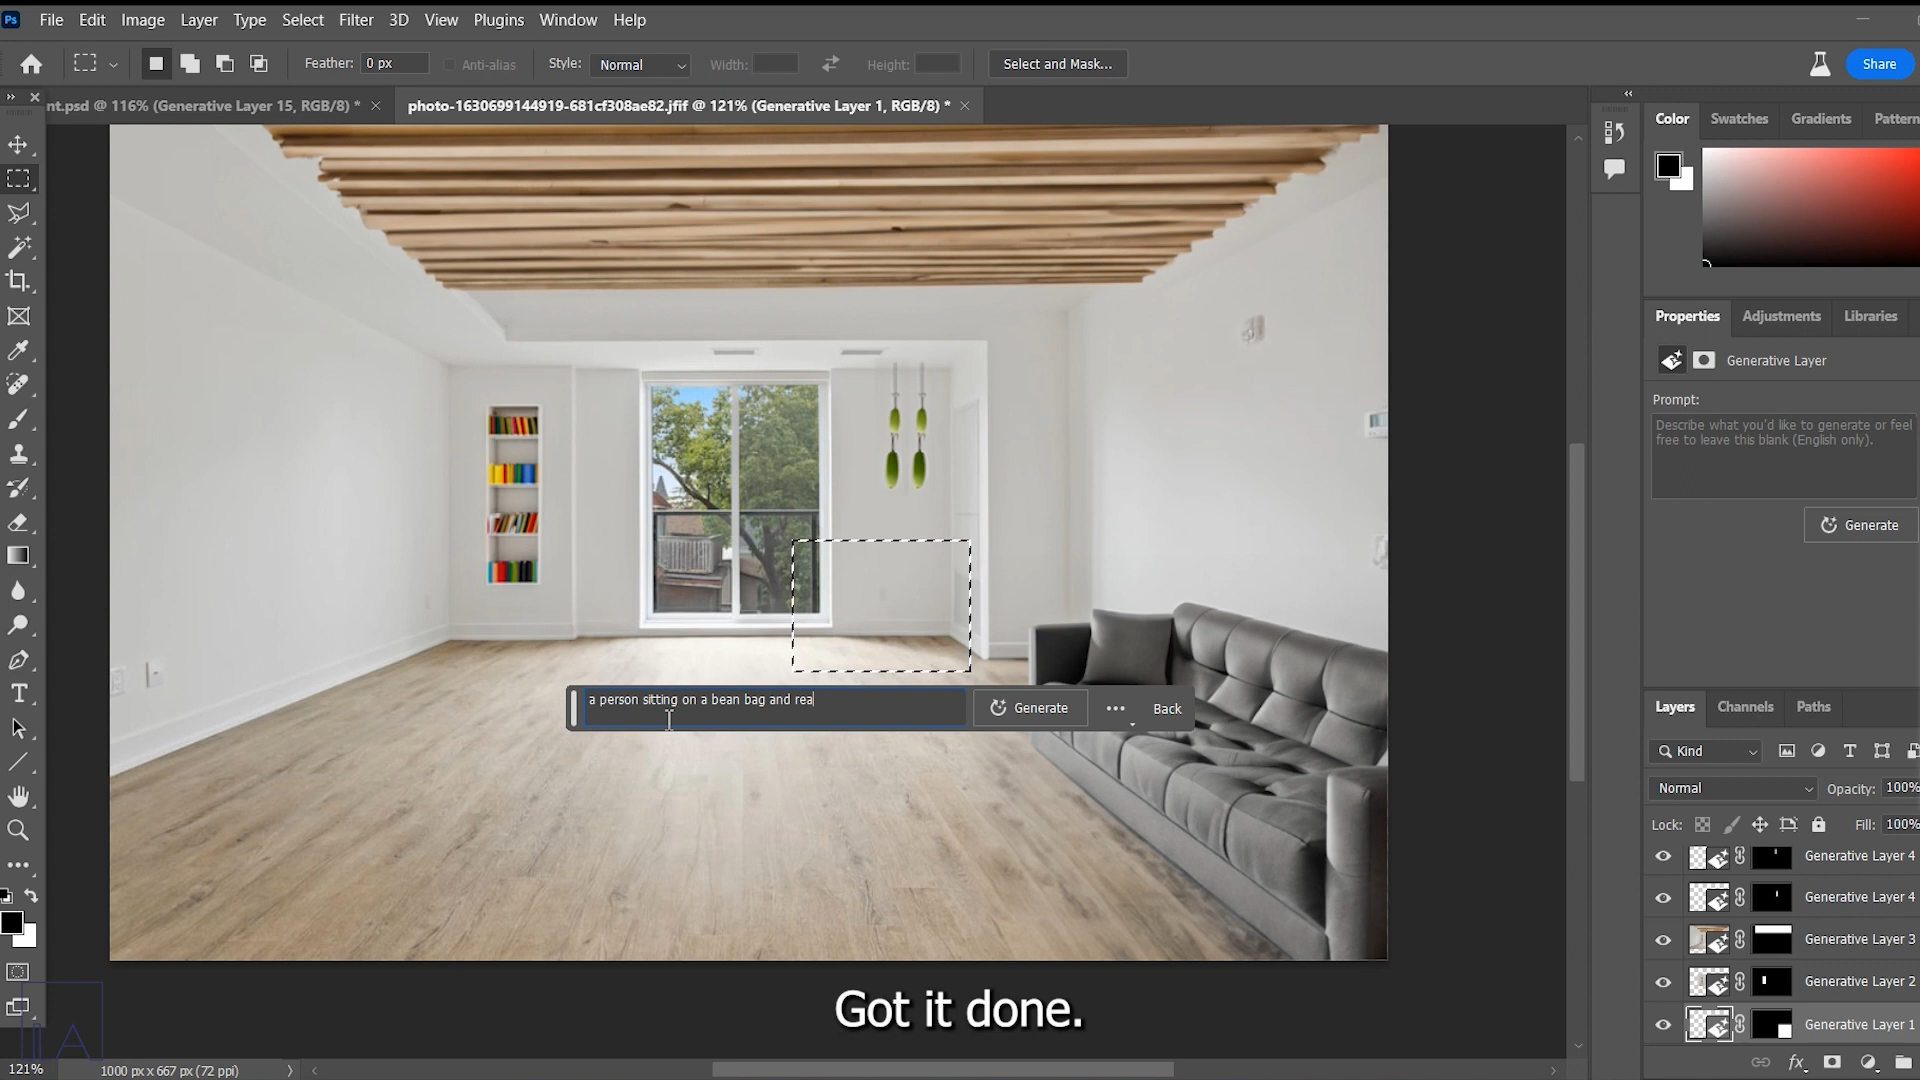 Ps File Edit Image Layer Type Select Filter 3D View Plugins Window Help
Feather: 0 px Anti-alias Style: Normal Width: Height: Select and Mask... Share
nt.psd @ 116% (Generative Layer 15, RGB/8) * photo-1630699144919-681cf308ae82.jfif @ 121% (Generative Layer 1, RGB/8) *
Color Swatches Gradients Pattern
Properties Adjustments Libraries
Generative Layer
Prompt:
Describe what you'd like to generate or feel
free to leave this blank (English only).
Generate
a person sitting on a bean bag and rea
Generate Back
Layers Channels Paths
Kind
Normal Opacity: 100%
Lock: Fill: 100%
Generative Layer 4
Generative Layer 4
Generative Layer 3
Generative Layer 2
Generative Layer 1
Got it done.
121% 1000 px x 667 px (72 ppi)